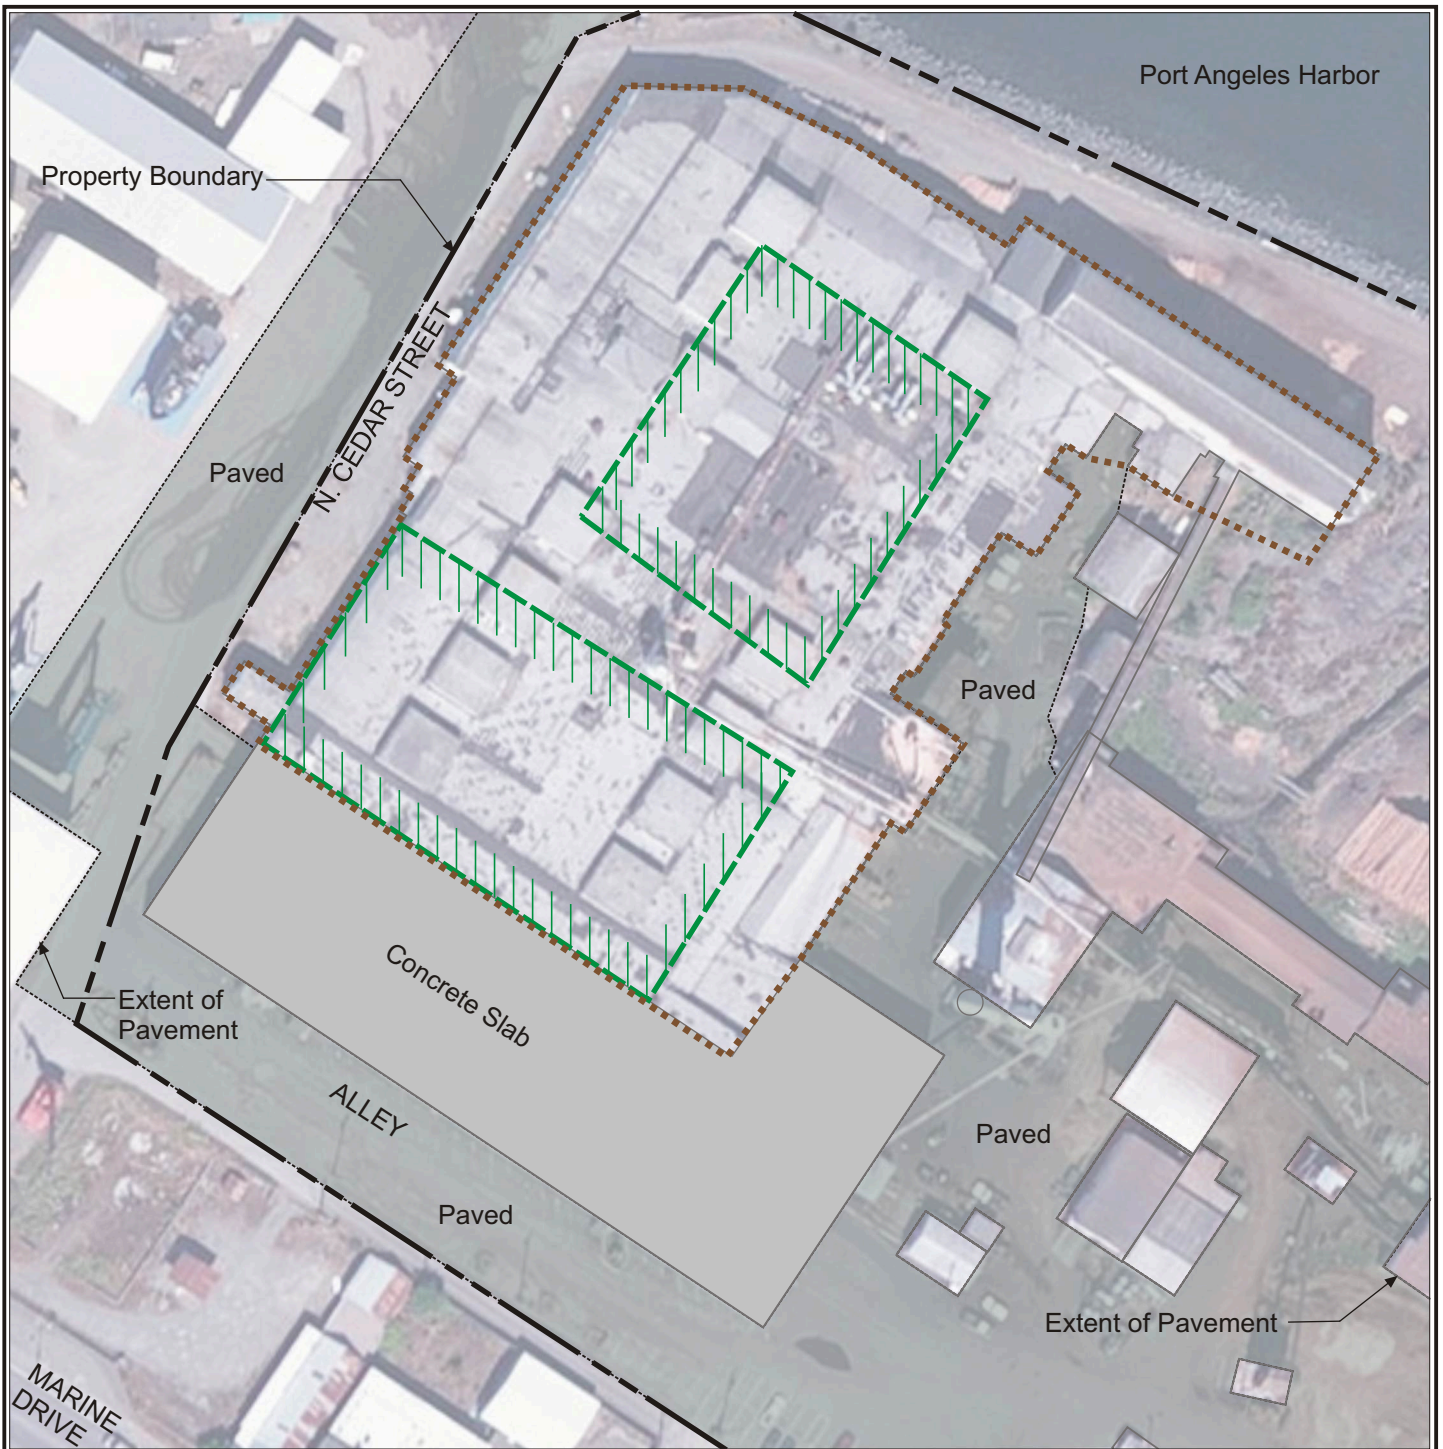 Port Angeles Harbor
Property Boundary
N. CEDAR STREET
Paved
Paved
Concrete Slab
Extent of
Pavement
ALLEY
Paved
Paved
Extent of Pavement
MARINE
DRIVE